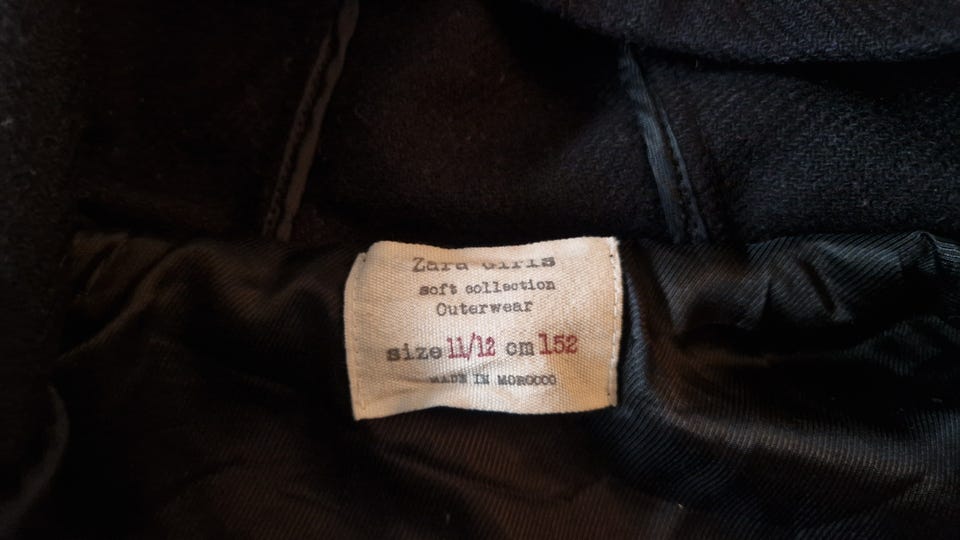 Zara Girls
soft collection
Outerwear
size 11/12 cm 152
MADE IN MOROCCO